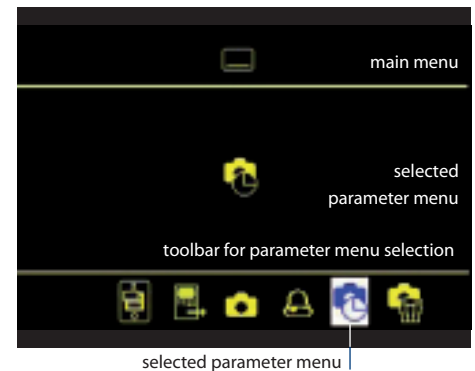 main menu
selected
parameter menu
toolbar for parameter menu selection
selected parameter menu